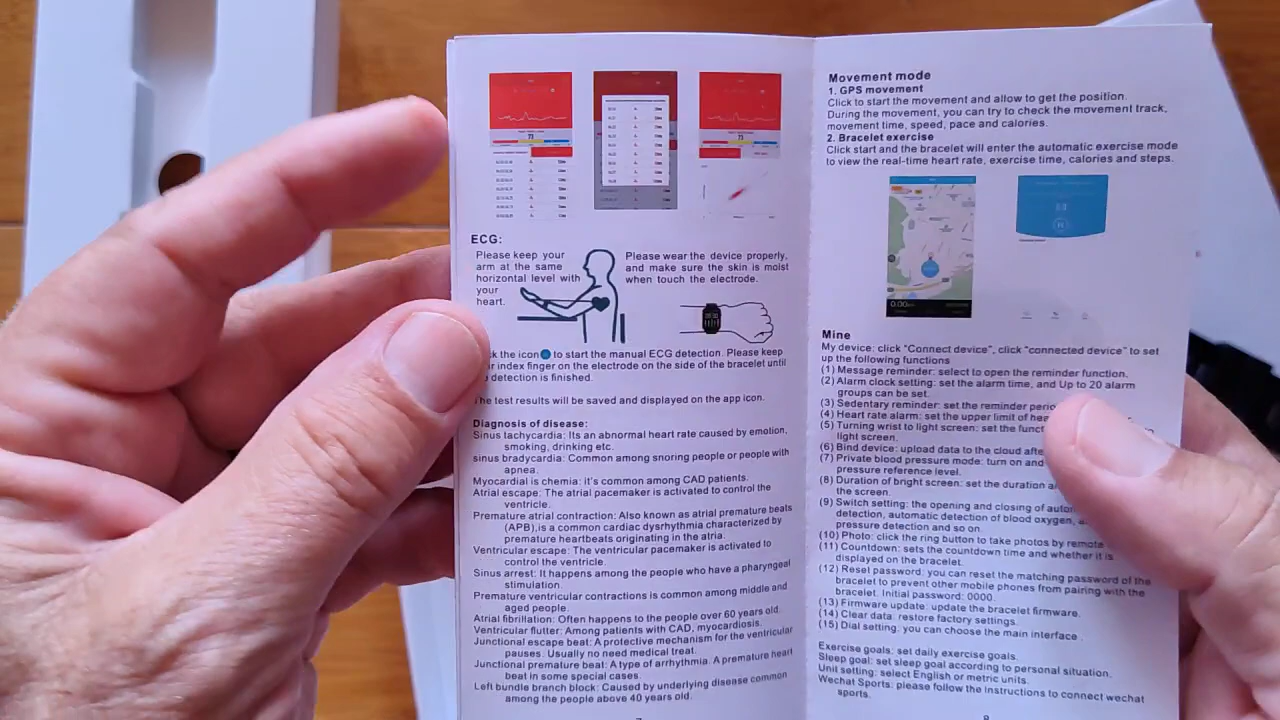 ECG:
Please keep your
arm at the same
horizontal level with
your
heart.
Please wear the device properly,
and make sure the skin is moist
when touch the electrode.
the icon to start the manual ECG detection. Please keep
index finger on the electrode on the side of the bracelet until
detection is finished.
The test results will be saved and displayed on the app icon.
Diagnosis of disease:
Sinus tachycardia: Its an abnormal heart rate caused by emotion,
smoking, drinking etc.
sinus bradycardia: Common among snoring people or people with
apnea.
Myocardial is chemia: it's common among CAD patients.
Atrial escape: The atrial pacemaker is activated to control the
ventricle.
Premature atrial contraction: Also known as atrial premature beats
(APB),is a common cardiac dysrhythmia characterized by
premature heartbeats originating in the atria.
Ventricular escape: The ventricular pacemaker is activated to
control the ventricle.
Sinus arrest: It happens among the people who have a pharyngeal
stimulation.
Premature ventricular contractions is common among middle and
aged people.
Atrial fibrillation: Often happens to the people over 60 years old.
Ventricular flutter: Among patients with CAD, myocardiosis.
Junctional escape beat: A protective mechanism for the ventricular
pauses. Usually no need medical treat.
Junctional premature beat: A type of arrhythmia. A premature heart
beat in some special cases.
Left bundle branch block: Caused by underlying disease common
among the people above 40 years old.
Movement mode
1. GPS movement
Click to start the movement and allow to get the position.
During the movement, you can try to check the movement track,
movement time, speed, pace and calories.
2. Bracelet exercise
Click start and the bracelet will enter the automatic exercise mode
to view the real-time heart rate, exercise time, calories and steps.
0.00
Mine
My device: click "Connect device", click "connected device" to set
up the following functions
(1) Message reminder: select to open the reminder function.
(2) Alarm clock setting: set the alarm time, and Up to 20 alarm
groups can be set.
(3) Sedentary reminder: set the reminder
(4) Heart rate alarm: set the upper limit of
(5) Turning wrist to light screen: set the
light screen.
(6) Bind device: upload data to the cloud
(7) Private blood pressure mode: turn on and
pressure reference level.
(8) Duration of bright screen: set the duration
the screen.
(9) Switch setting: the opening and closing of
detection, automatic detection of blood oxygen,
pressure detection and so on.
(10) Photo: click the ring button to take photos by remote
(11) Countdown: sets the countdown time and whether it is
displayed on the bracelet.
(12) Reset password: you can reset the matching password of the
bracelet to prevent other mobile phones from pairing with the
bracelet. Initial password: 0000.
(13) Firmware update: update the bracelet firmware.
(14) Clear data: restore factory settings.
(15) Dial setting: you can choose the main interface .
Exercise goals: set daily exercise goals.
Sleep goal: set sleep goal according to personal situation.
Unit setting: select English or metric units.
Wechat Sports: please follow the Instructions to connect wechat
sports.